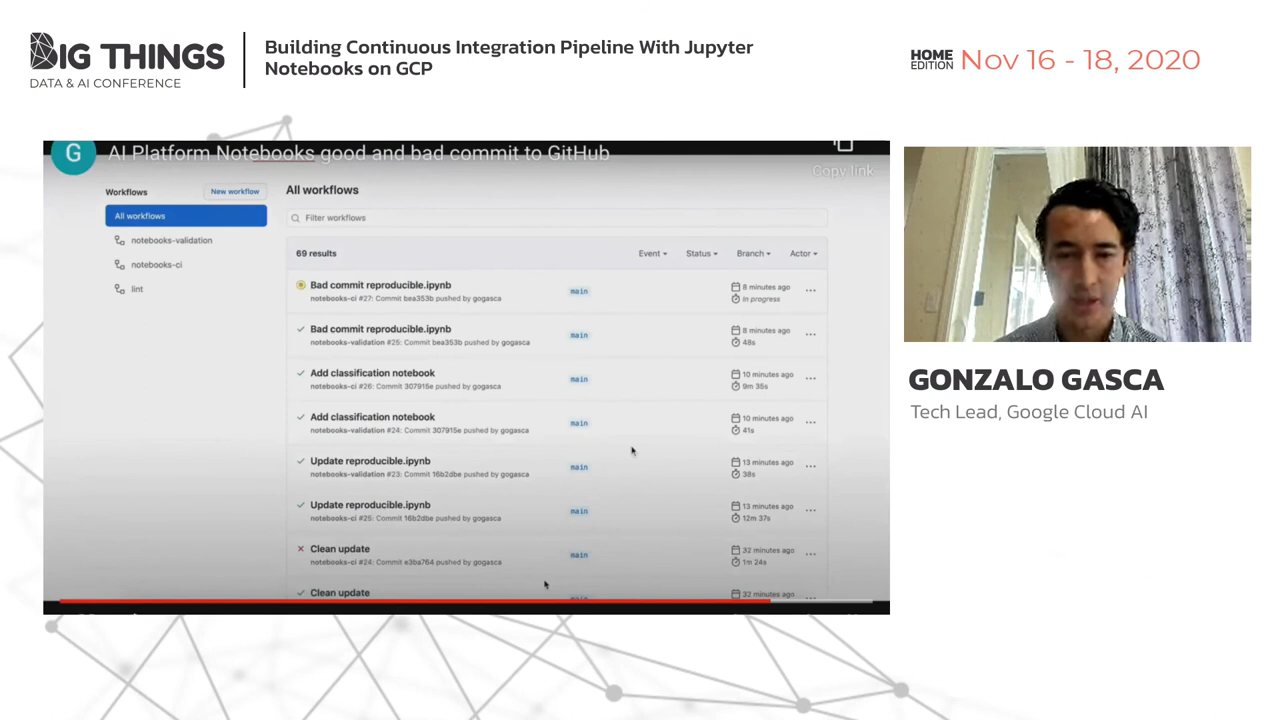 BIG THINGS
DATA & AI CONFERENCE
Building Continuous Integration Pipeline With Jupyter
Notebooks on GCP
HOME
EDITION
Nov 16 - 18, 2020
G
AI Platform Notebooks good and bad commit to GitHub
Copy link
Workflows
New workflow
All workflows
notebooks-validation
notebooks-ci
lint
All workflows
Filter workflows
69 results
Event
Status
Branch
Actor
Bad commit reproducible.ipynb
notebooks-ci #27: Commit bea353b pushed by gogasca
main
8 minutes ago
In progress
Bad commit reproducible.ipynb
notebooks-validation #25: Commit bea353b pushed by gogasca
main
8 minutes ago
48s
Add classification notebook
notebooks-ci #26: Commit 307915e pushed by gogasca
main
10 minutes ago
9m 35s
Add classification notebook
notebooks-validation #24: Commit 307915e pushed by gogasca
main
10 minutes ago
41s
Update reproducible.ipynb
notebooks-validation #23: Commit 16b2dbe pushed by gogasca
main
13 minutes ago
38s
Update reproducible.ipynb
notebooks-ci #25: Commit 16b2dbe pushed by gogasca
main
13 minutes ago
12m 37s
Clean update
notebooks-ci #24: Commit e3ba764 pushed by gogasca
main
32 minutes ago
1m 24s
Clean update
main
32 minutes ago
GONZALO GASCA
Tech Lead, Google Cloud AI